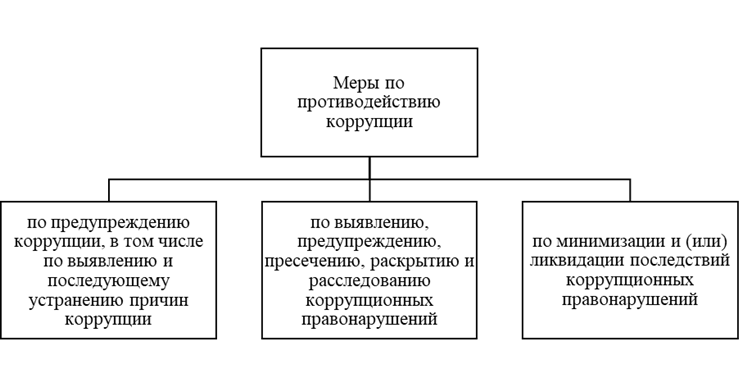 Меры по
противодействию
коррупции
по предупреждению
коррупции, в том числе
по выявлению и
последующему
устранению причин
коррупции
по выявлению,
предупреждению,
пресечению, раскрытию и
расследованию
коррупционных
правонарушений
по минимизации и (или)
ликвидации последствий
коррупционных
правонарушений